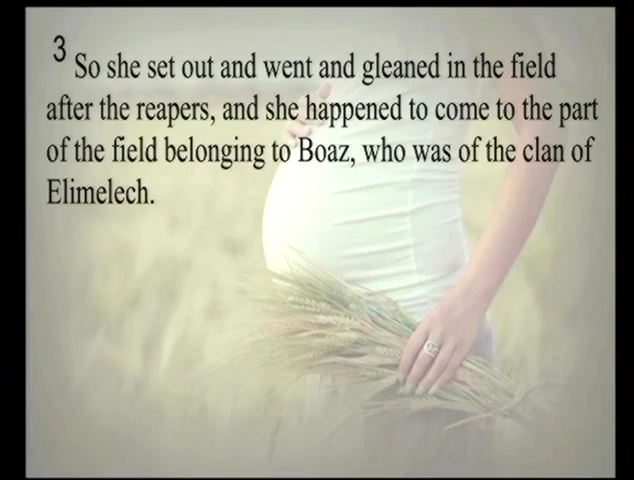 3 So she set out and went and gleaned in the field
after the reapers, and she happened to come to the part
of the field belonging to Boaz, who was of the clan of
Elimelech.